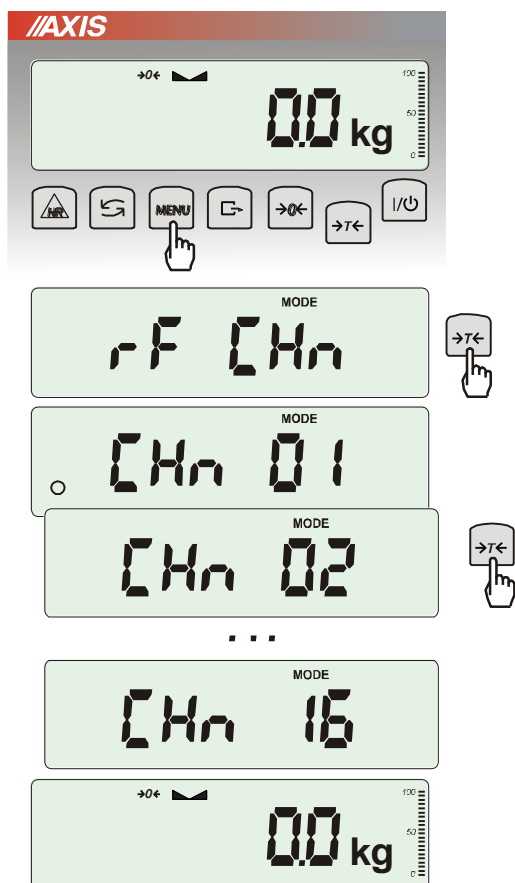 AXIS
→0←
100
0.0 kg
50
0
HR
MENU
→0←
→T←
I/
MODE
rF CHn
→T←
MODE
CHn 01
MODE
CHn 02
→T←
...
MODE
CHn 16
→0←
100
0.0 kg
50
0